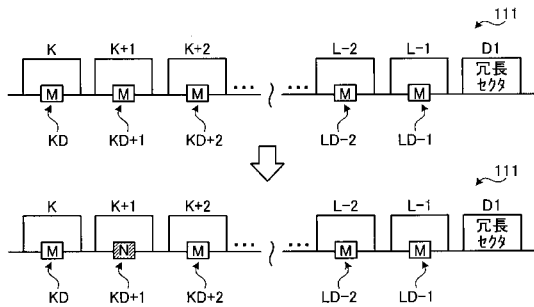 111
K K+1 K+2 L-2 L-1 D1
冗長
セクタ
M M M ... ... M M
KD KD+1 KD+2 LD-2 LD-1
111
K K+1 K+2 L-2 L-1 D1
冗長
セクタ
M N M ... ... M M
KD KD+1 KD+2 LD-2 LD-1